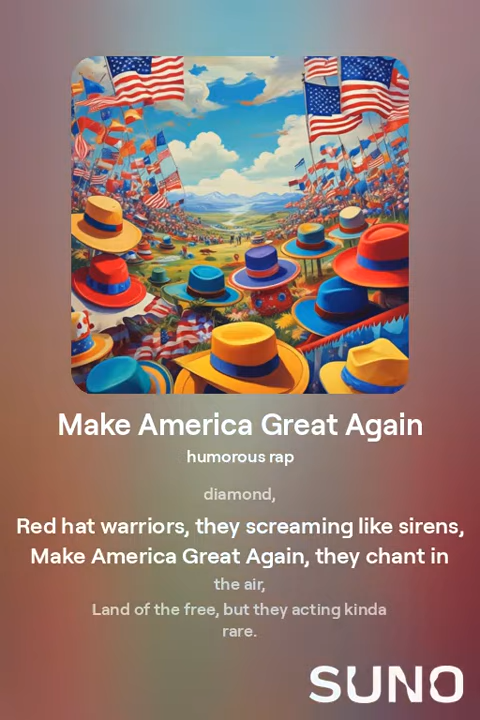 Make America Great Again
humorous rap
diamond,
Red hat warriors, they screaming like sirens,
Make America Great Again, they chant in
the air,
Land of the free, but they acting kinda
rare.
SUNO